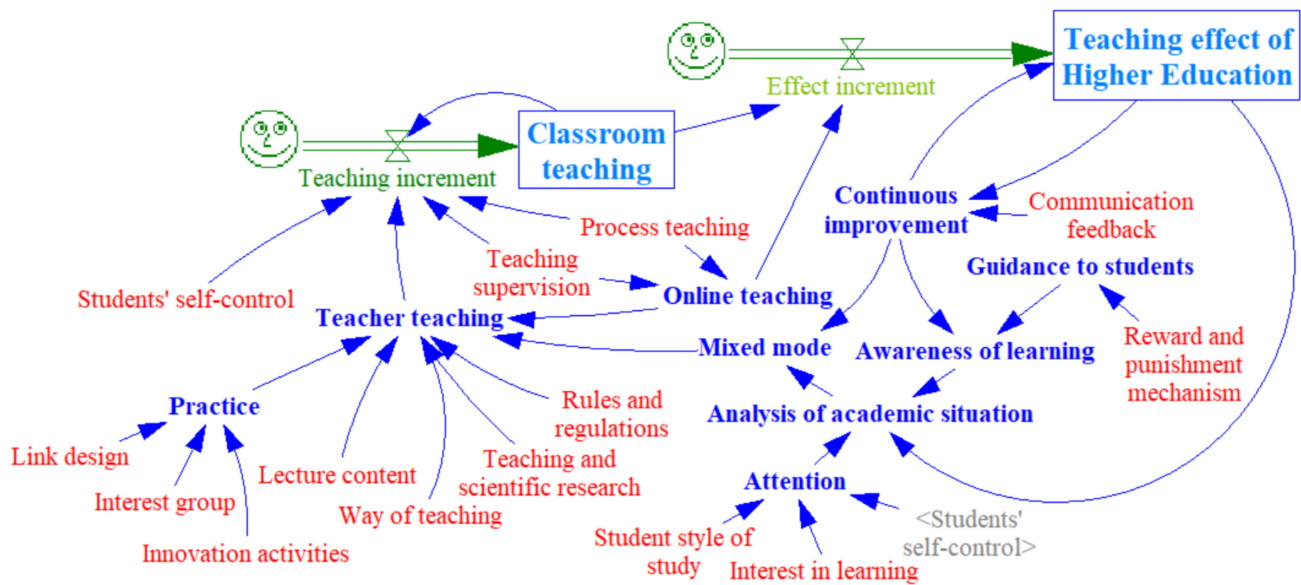 Teaching effect of
Higher Education
Effect increment
Classroom
teaching
Teaching increment
Continuous
improvement
Communication
feedback
Process teaching
Teaching
supervision
Guidance to students
Students' self-control
Online teaching
Teacher teaching
Mixed mode
Awareness of learning
Reward and
punishment
mechanism
Practice
Rules and
regulations
Analysis of academic situation
Link design
Lecture content
Teaching and
scientific research
Interest group
Way of teaching
Attention
Innovation activities
Student style of
study
<Students'
self-control>
Interest in learning